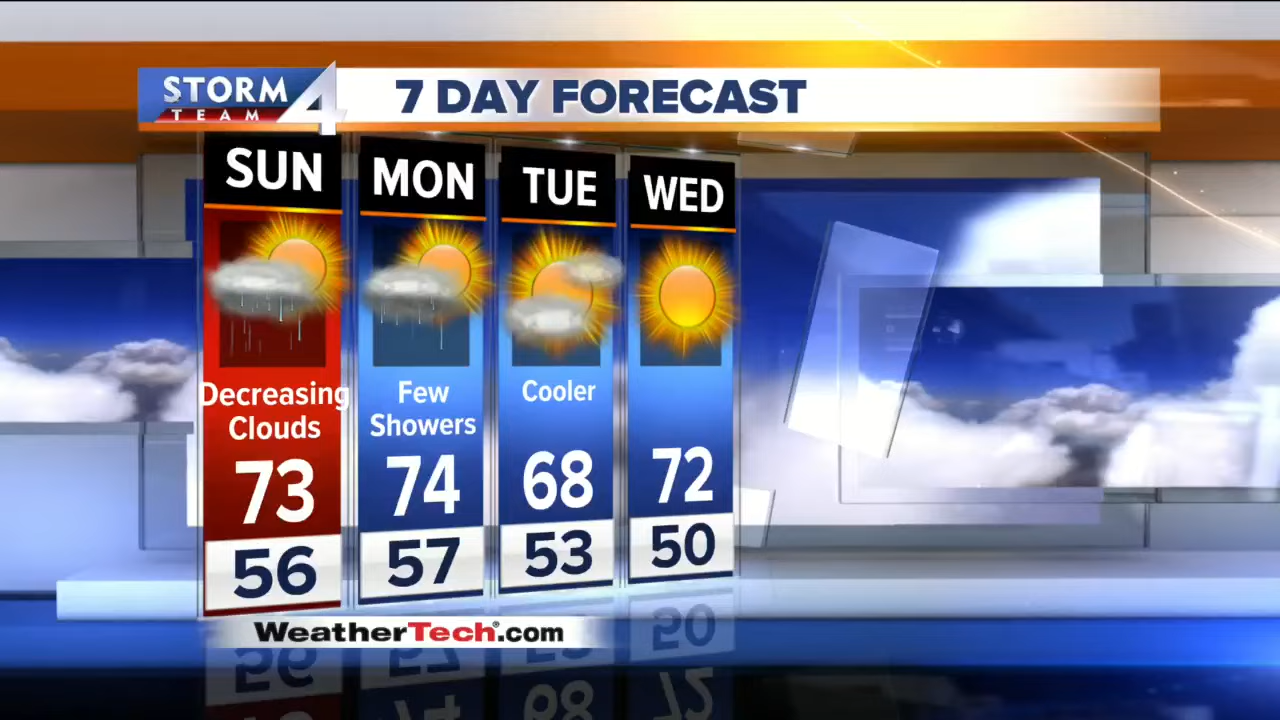 STORM
TEAM 4
7 DAY FORECAST
SUN
MON
TUE
WED
Decreasing
Clouds
Few
Showers
Cooler
73
74
68
72
56
57
53
50
WeatherTech®.com